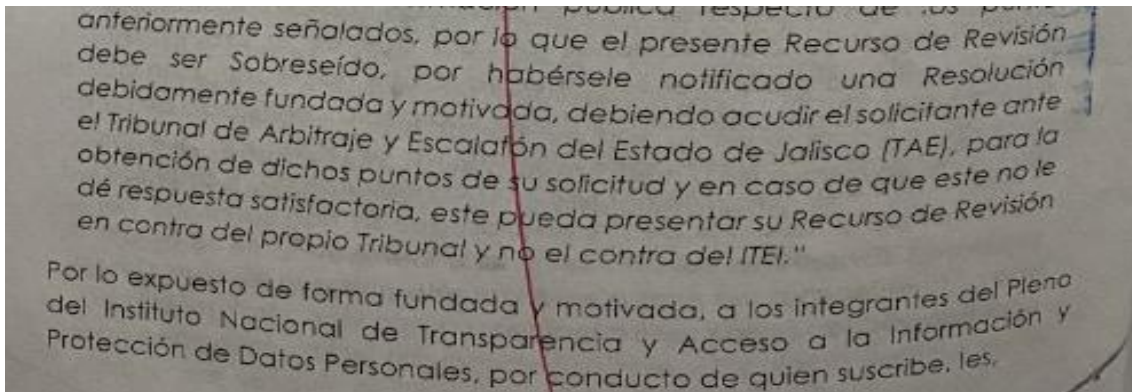 pública respecto de los
anteriormente señalados, por lo que el presente Recurso de Revisión
debe ser Sobreseído, por habérsele notificado una Resolución
debidamente fundada y motivada, debiendo acudir el solicitante ante
el Tribunal de Arbitraje y Escalafón del Estado de Jalisco (TAE), para la
obtención de dichos puntos de su solicitud y en caso de que este no le
dé respuesta satisfactoria, este pueda presentar su Recurso de Revisión
en contra del propio Tribunal y no el contra del ITEI."
Por lo expuesto de forma fundada y motivada, a los integrantes del Pleno
del Instituto Nacional de Transparencia y Acceso a la Información y
Protección de Datos Personales, por conducto de quien suscribe, les,